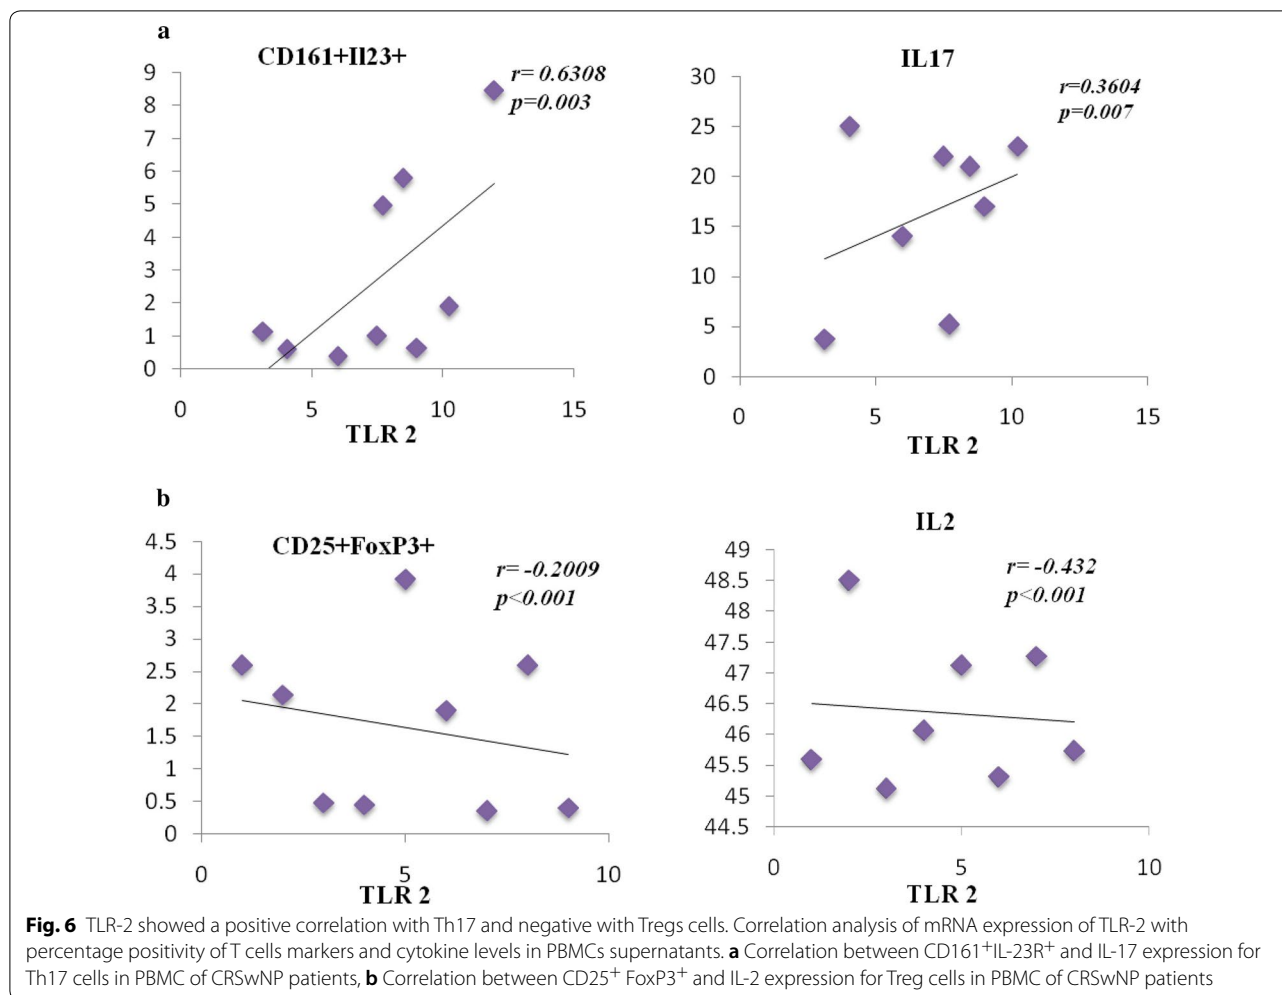 a
CD161+Il23+
r= 0.6308
p=0.003
9
8
7
6
5
4
3
2
1
0
0 5 10 15
TLR 2
IL17
r=0.3604
p=0.007
30
25
20
15
10
5
0
0 5 10 15
TLR 2
b
CD25+FoxP3+
r= -0.2009
p<0.001
4.5
4
3.5
3
2.5
2
1.5
1
0.5
0
0 5 10
TLR 2
IL2
r= -0.432
p<0.001
49
48.5
48
47.5
47
46.5
46
45.5
45
44.5
0 5 10
TLR 2
Fig. 6 TLR-2 showed a positive correlation with Th17 and negative with Tregs cells. Correlation analysis of mRNA expression of TLR-2 with
percentage positivity of T cells markers and cytokine levels in PBMCs supernatants. a Correlation between CD161+IL-23R+ and IL-17 expression for
Th17 cells in PBMC of CRSwNP patients, b Correlation between CD25+ FoxP3+ and IL-2 expression for Treg cells in PBMC of CRSwNP patients